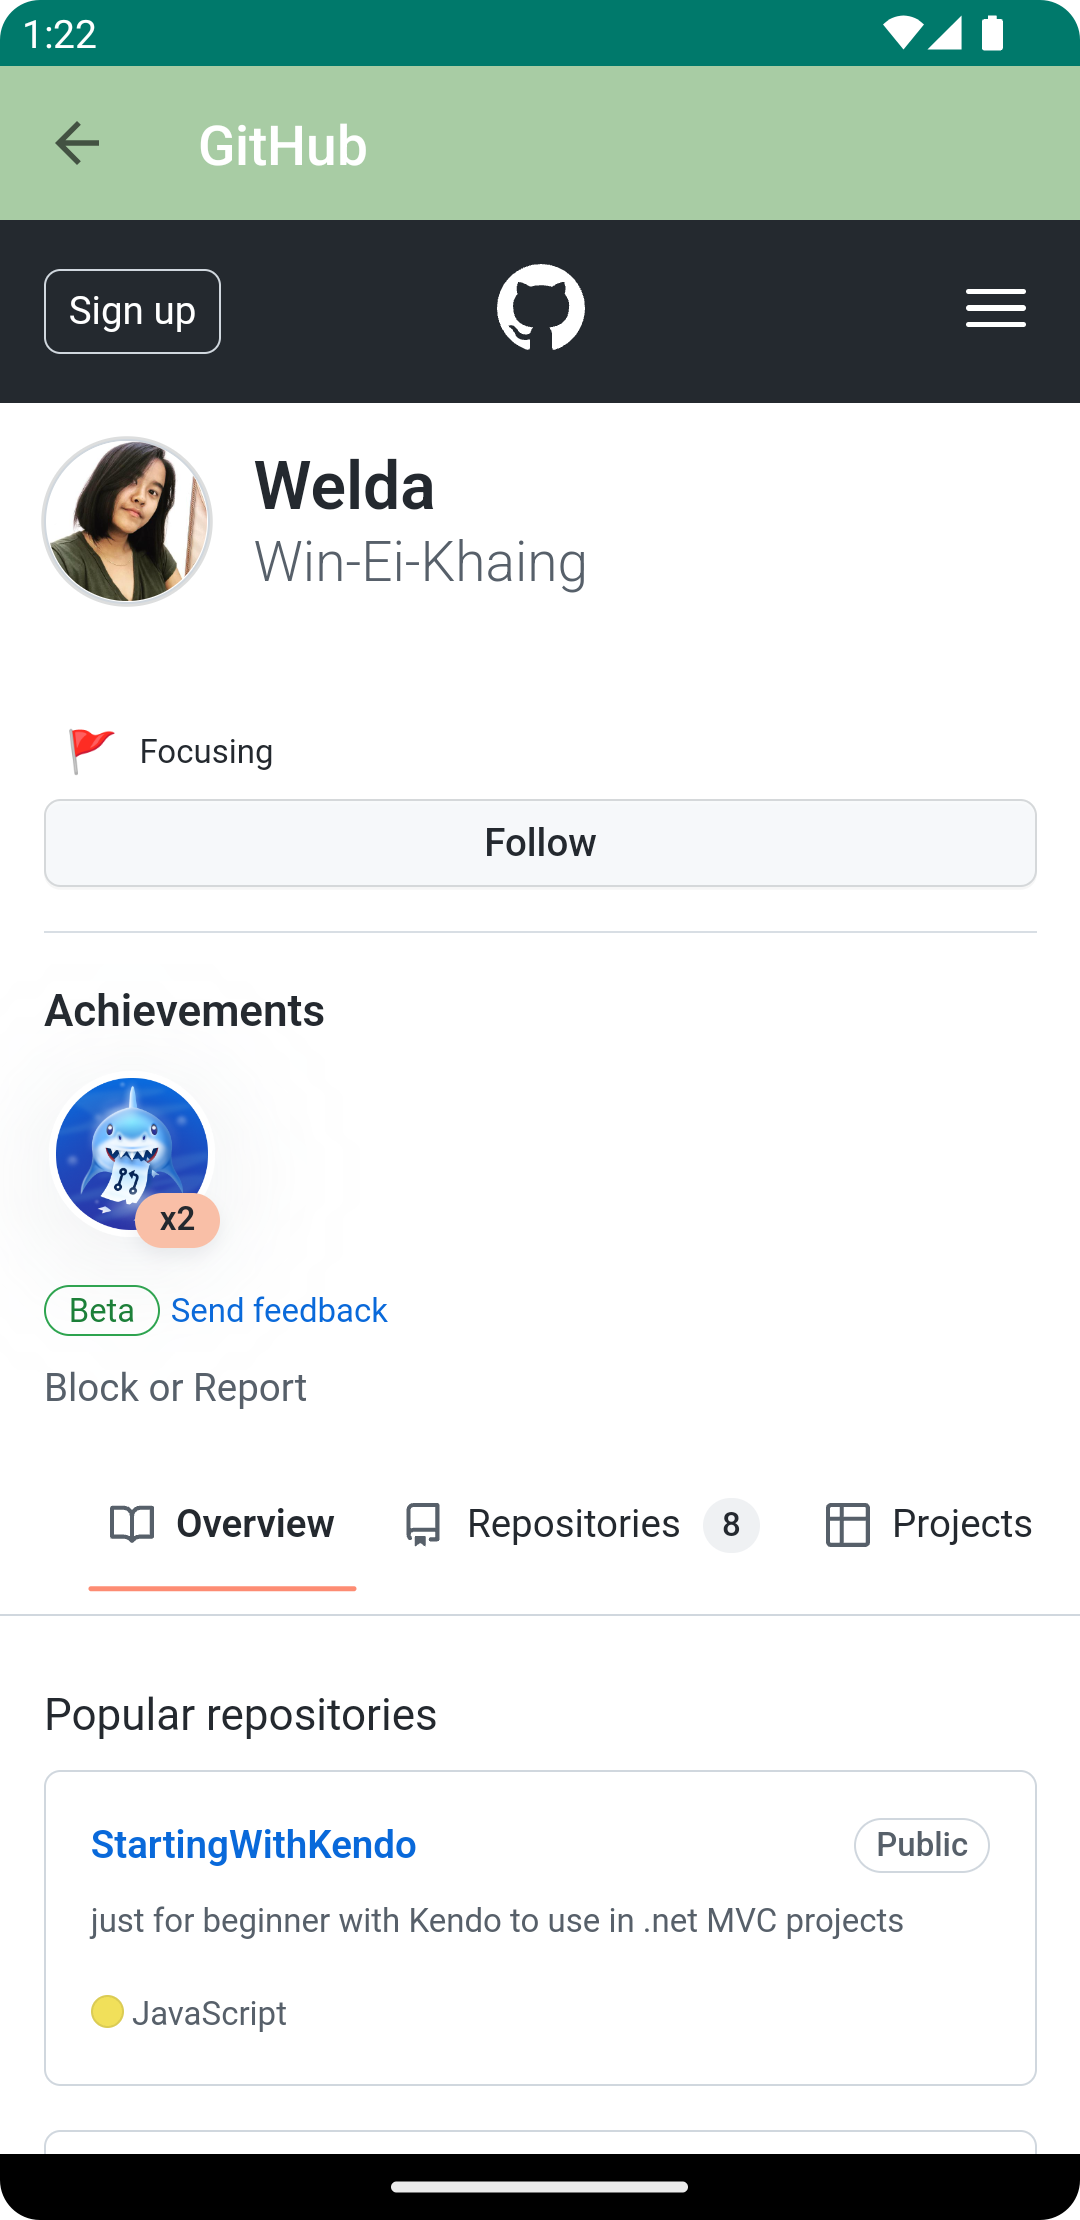 1:22
GitHub
Sign up
Welda
Win-Ei-Khaing
Focusing
Follow
Achievements
x2
Beta Send feedback
Block or Report
Overview Repositories 8 Projects
Popular repositories
StartingWithKendo Public
just for beginner with Kendo to use in .net MVC projects
JavaScript